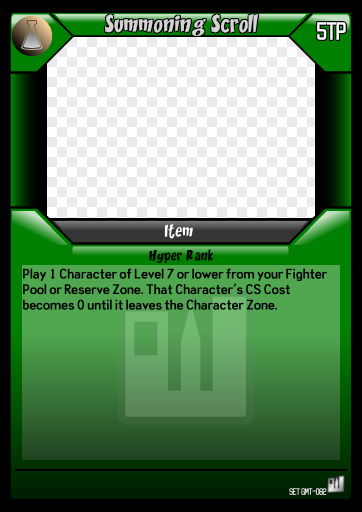 Summoning Scroll
5TP
Item
Hyper Rank
Play 1 Character of Level 7 or lower from your Fighter
Pool or Reserve Zone. That Character's CS Cost
becomes 0 until it leaves the Character Zone.
SET GMT-082